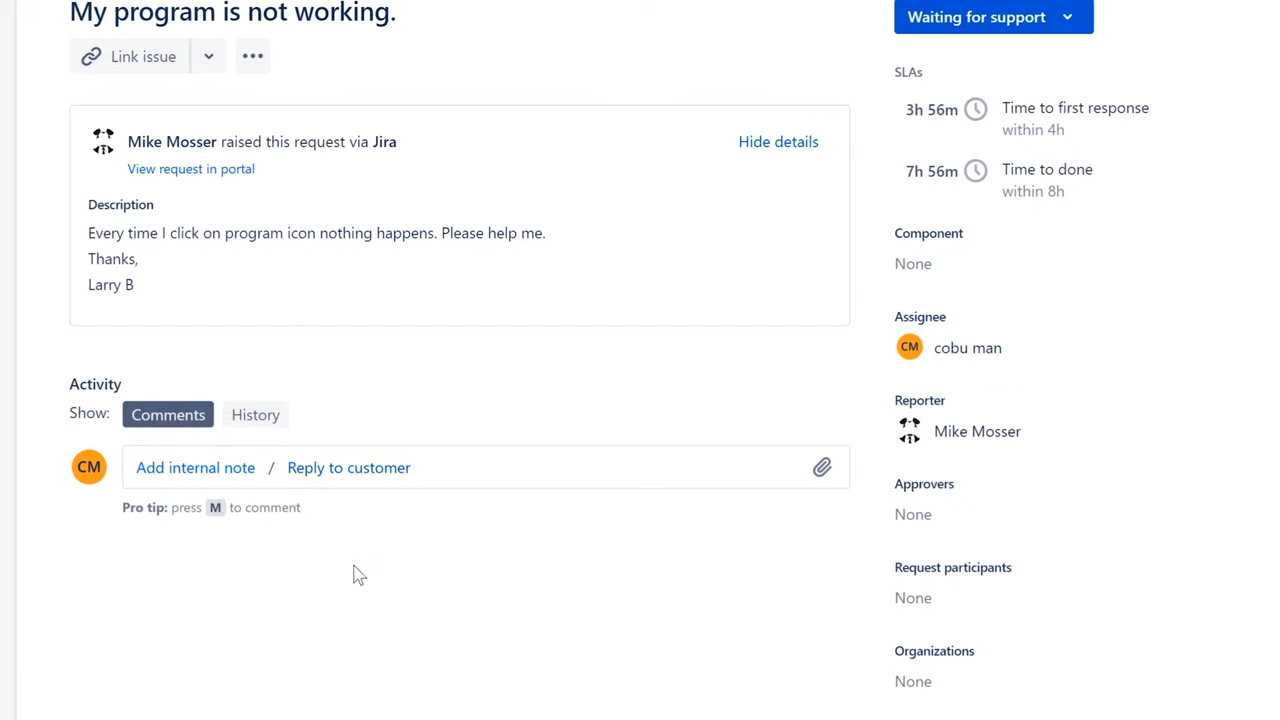 My program is not working.
Link issue
Mike Mosser raised this request via Jira
Hide details
View request in portal
Description
Every time I click on program icon nothing happens. Please help me.
Thanks,
Larry B
Activity
Show: Comments History
CM
Add internal note / Reply to customer
Pro tip: press M to comment
Waiting for support
SLAs
3h 56m Time to first response
within 4h
7h 56m Time to done
within 8h
Component
None
Assignee
CM cobu man
Reporter
Mike Mosser
Approvers
None
Request participants
None
Organizations
None